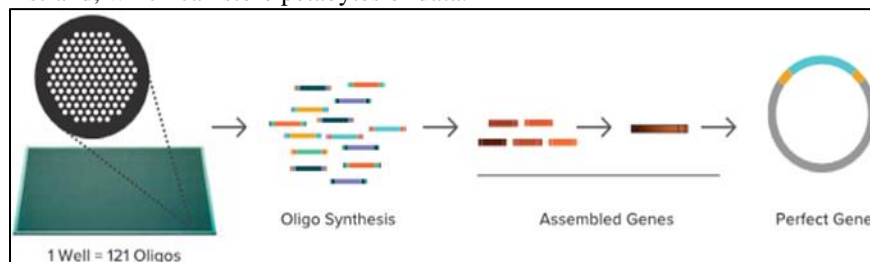 Oligo Synthesis
Assembled Genes
Perfect Gene
1 Well = 121 Oligos